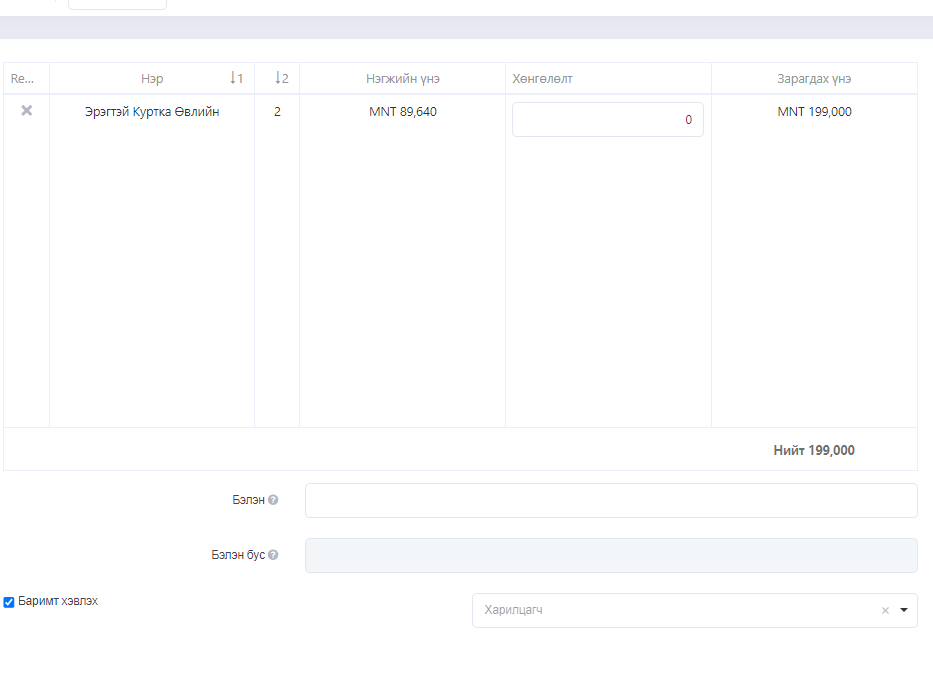 Re... Нэр ↓1 ↓2 Нэгжийн үнэ Хөнгөлөлт Зарагдах үнэ
Эрэгтэй Куртка Өвлийн 2 MNT 89,640 0 MNT 199,000
Нийт 199,000
Бэлэн
Бэлэн бус
Баримт хэвлэх Харилцагч